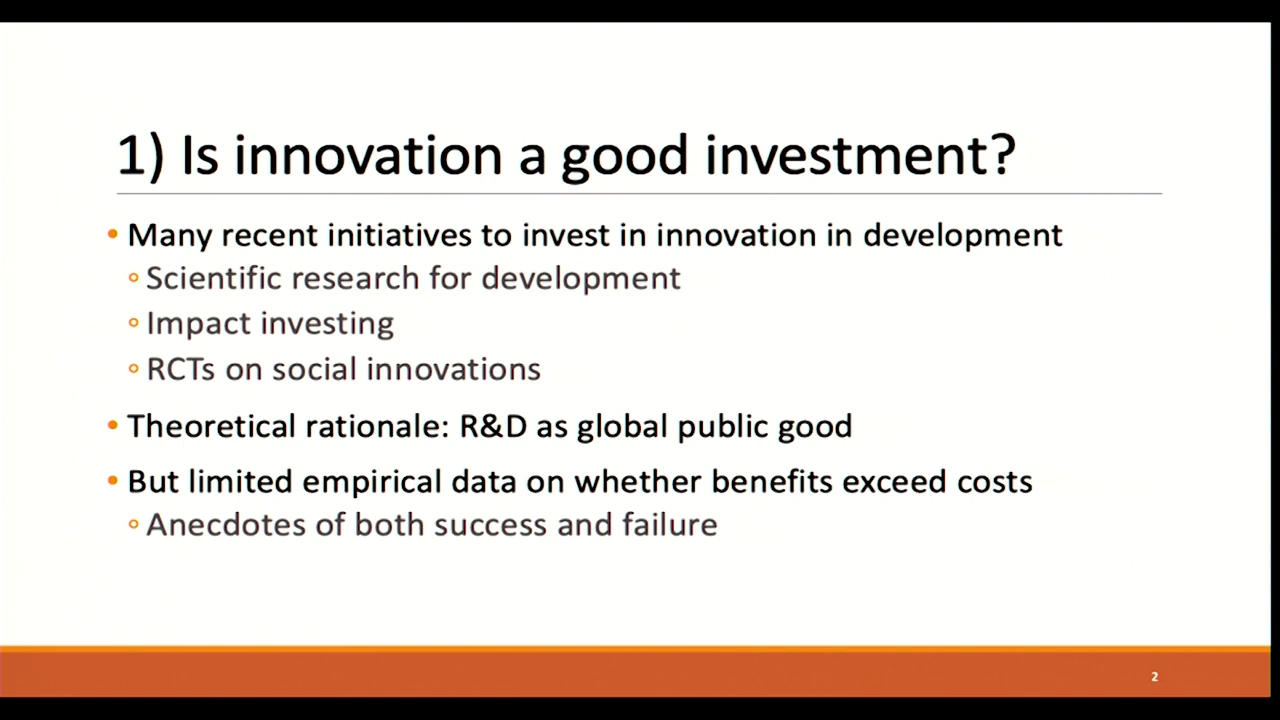 1) Is innovation a good investment?
• Many recent initiatives to invest in innovation in development
◦ Scientific research for development
◦ Impact investing
◦ RCTs on social innovations
• Theoretical rationale: R&D as global public good
• But limited empirical data on whether benefits exceed costs
◦ Anecdotes of both success and failure
2